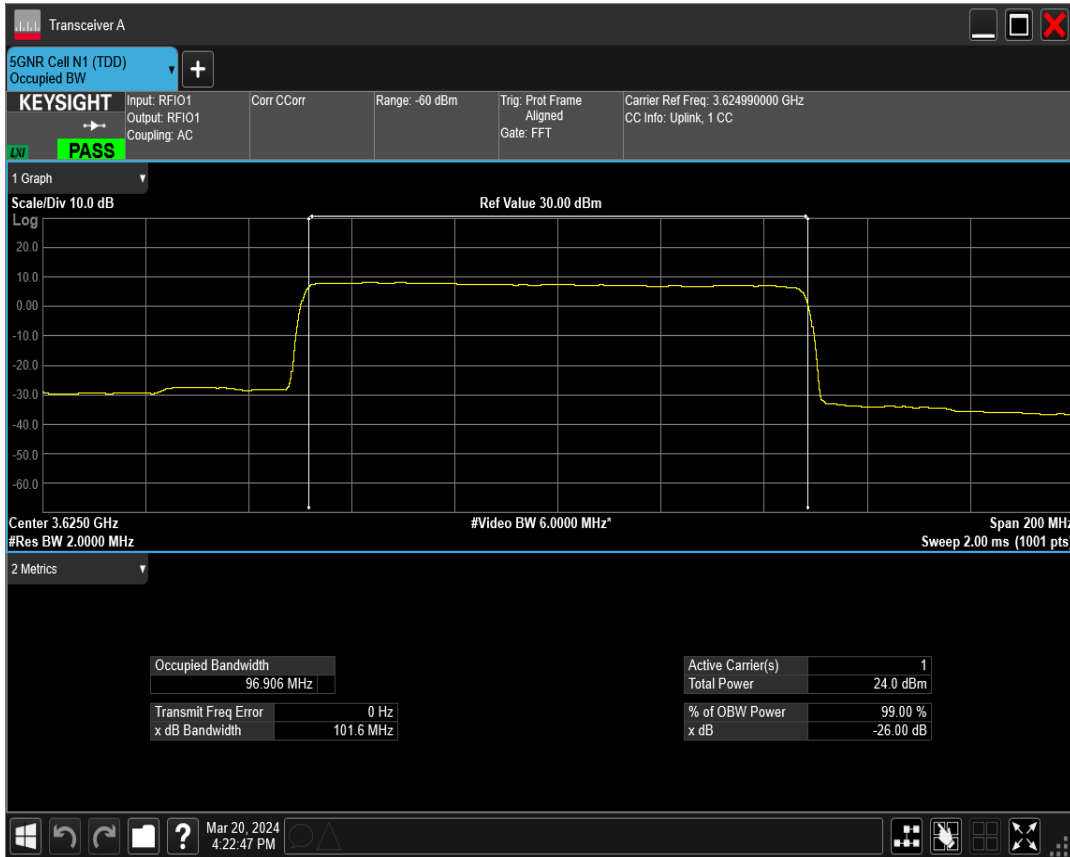 Transceiver A
5GNR Cell N1 (TDD)
Occupied BW
+
KEYSIGHT
LXI
PASS
Input: RFIO1
Output: RFIO1
Coupling: AC
Corr CCorr
Range: -60 dBm
Trig: Prot Frame
Aligned
Gate: FFT
Carrier Ref Freq: 3.624990000 GHz
CC Info: Uplink, 1 CC
1 Graph
Scale/Div 10.0 dB
Ref Value 30.00 dBm
Log
20.0
10.0
0.00
-10.0
-20.0
-30.0
-40.0
-50.0
-60.0
Center 3.6250 GHz
#Video BW 6.0000 MHz*
Span 200 MHz
#Res BW 2.0000 MHz
Sweep 2.00 ms (1001 pts)
2 Metrics
Occupied Bandwidth
96.906 MHz
Transmit Freq Error 0 Hz
x dB Bandwidth 101.6 MHz
Active Carrier(s) 1
Total Power 24.0 dBm
% of OBW Power 99.00 %
x dB -26.00 dB
?
Mar 20, 2024
4:22:47 PM